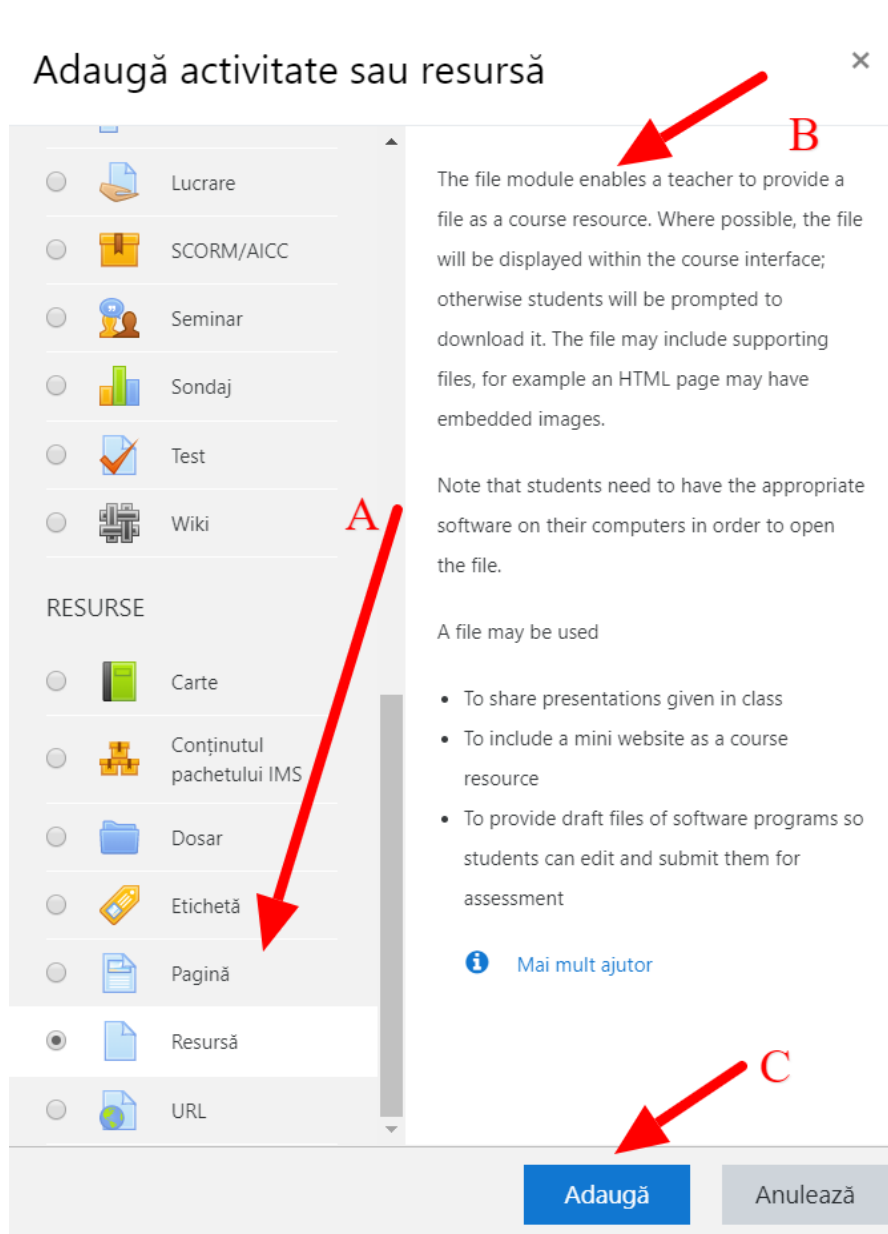 Adaugă activitate sau resursă
×
B
Lucrare
SCORM/AICC
Seminar
Sondaj
Test
A
Wiki
RESURSE
Carte
Conținutul
pachetului IMS
Dosar
Etichetă
Pagină
Resursă
URL
The file module enables a teacher to provide a
file as a course resource. Where possible, the file
will be displayed within the course interface;
otherwise students will be prompted to
download it. The file may include supporting
files, for example an HTML page may have
embedded images.
Note that students need to have the appropriate
software on their computers in order to open
the file.
A file may be used
• To share presentations given in class
• To include a mini website as a course
resource
• To provide draft files of software programs so
students can edit and submit them for
assessment
Mai mult ajutor
C
Adaugă
Anulează